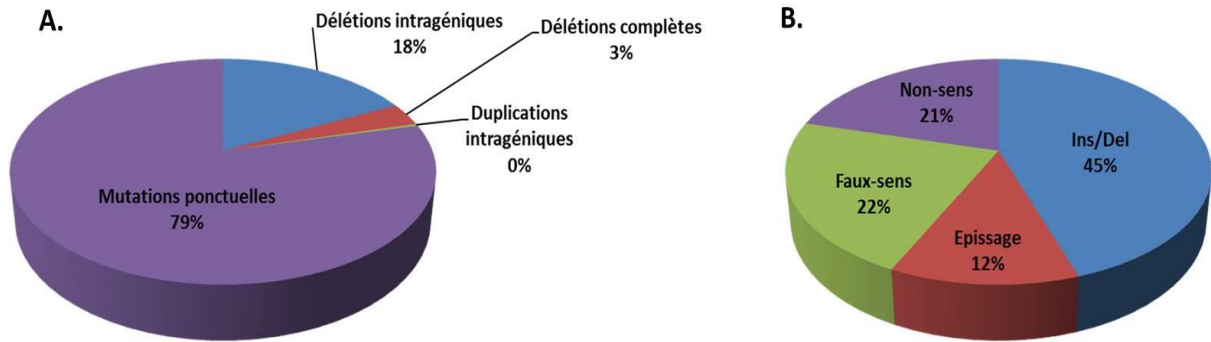 A.
Délétions intragéniques
18%
Délétions complètes
3%
Duplications
intragéniques
0%
Mutations ponctuelles
79%
B.
Non-sens
21%
Ins/Del
45%
Faux-sens
22%
Epissage
12%